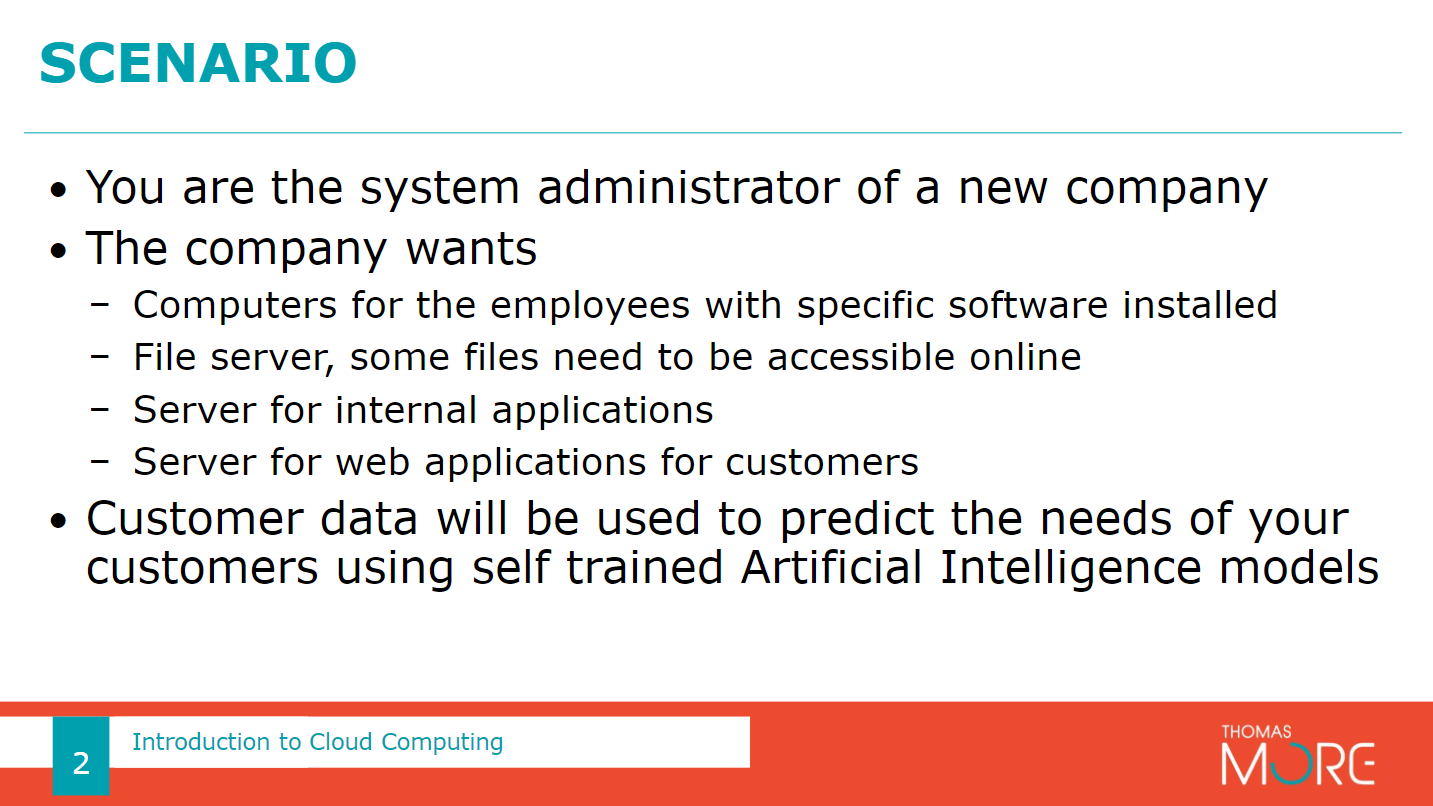 SCENARIO
• You are the system administrator of a new company
• The company wants
– Computers for the employees with specific software installed
– File server, some files need to be accessible online
– Server for internal applications
– Server for web applications for customers
• Customer data will be used to predict the needs of your
customers using self trained Artificial Intelligence models
2
Introduction to Cloud Computing
THOMAS
MORE